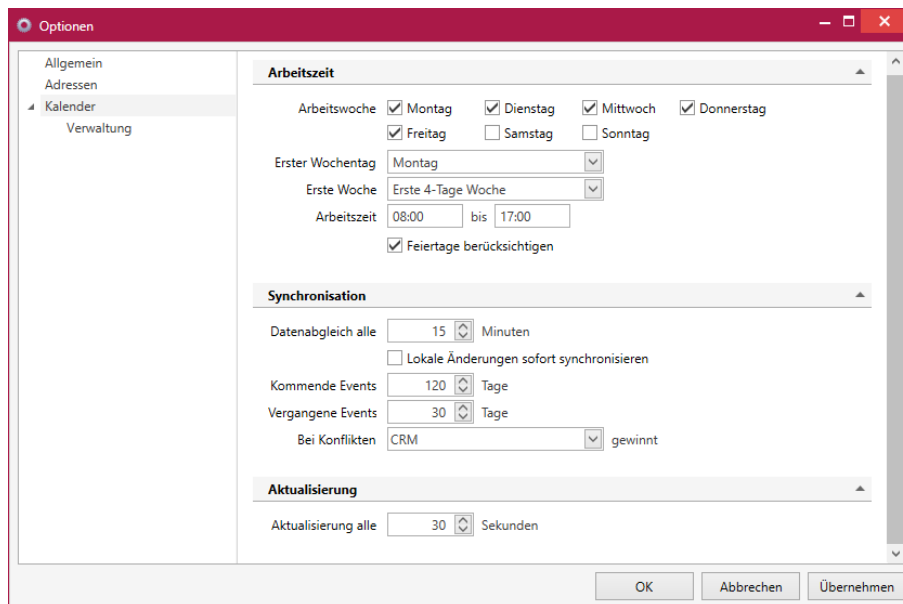 Optionen
Allgemein
Adressen
Kalender
Verwaltung
Arbeitszeit
Arbeitswoche Montag Dienstag Mittwoch Donnerstag
Freitag Samstag Sonntag
Erster Wochentag Montag
Erste Woche Erste 4-Tage Woche
Arbeitszeit 08:00 bis 17:00
Feiertage berücksichtigen
Synchronisation
Datenabgleich alle 15 Minuten
Lokale Änderungen sofort synchronisieren
Kommende Events 120 Tage
Vergangene Events 30 Tage
Bei Konflikten CRM gewinnt
Aktualisierung
Aktualisierung alle 30 Sekunden
OK Abbrechen Übernehmen